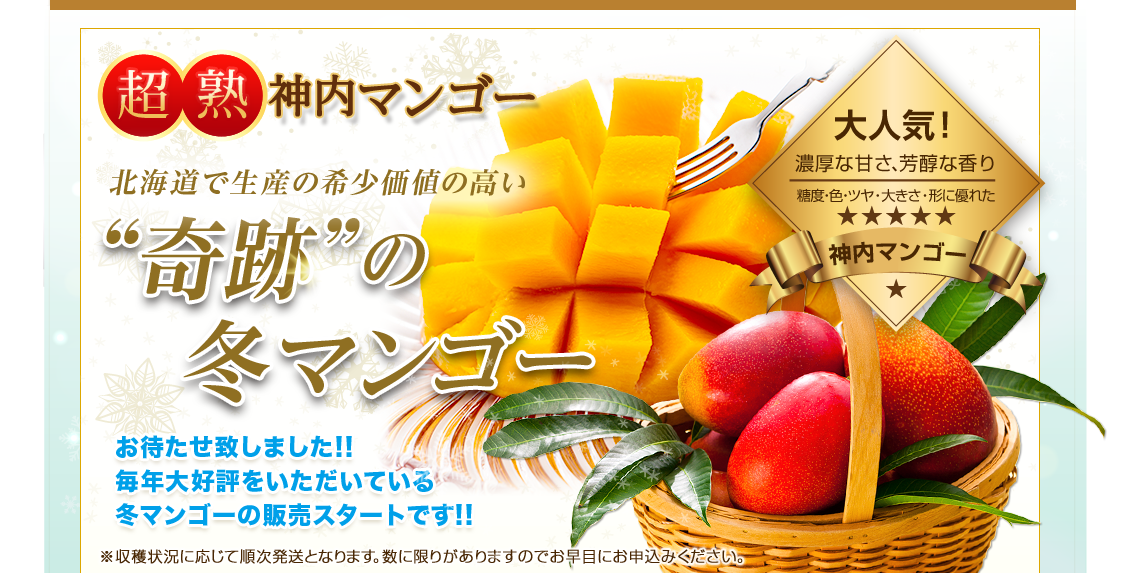 超熟神内マンゴー
北海道で生産の希少価値の高い
“奇跡”の
冬マンゴー
お待たせ致しました!!
毎年大好評をいただいている
冬マンゴーの販売スタートです!!
※収穫状況に応じて順次発送となります。数に限りがありますのでお早目にお申込みください。
大人気！
濃厚な甘さ、芳醇な香り
糖度・色・ツヤ・大きさ・形に優れた
★★★★★
神内マンゴー
★